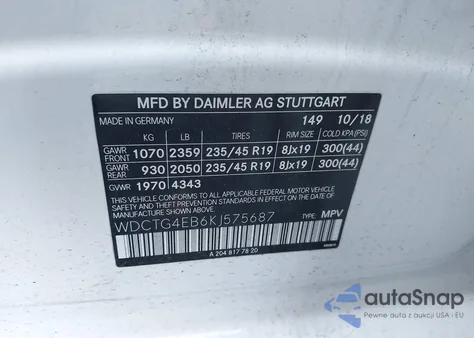 MFD BY DAIMLER AG STUTTGART
MADE IN GERMANY 149 10/18
KG LB TIRES RIM SIZE COLD KPA(PSI)
GAWR FRONT 1070 2359 235/45 R19 8Jx19 300(44)
GAWR REAR 930 2050 235/45 R19 8Jx19 300(44)
GVWR 1970 4343
THIS VEHICLE CONFORMS TO ALL APPLICABLE FEDERAL
MOTOR VEHICLE SAFETY, BUMPER, AND
THEFT PREVENTION STANDARDS IN EFFECT ON THE
DATE OF MANUFACTURE SHOWN ABOVE.
WDCTG4EB6KJ575687 TYPE: MPV
A 204 817 78 20
autoSnap
Pewne auta z USA i EU